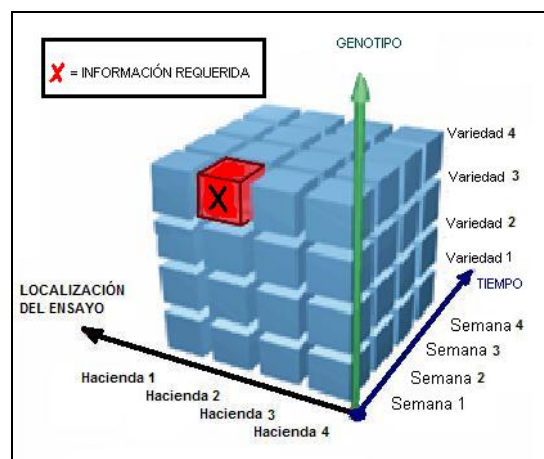 GENOTIPO
X = INFORMACIÓN REQUERIDA
Variedad 4
Variedad 3
X
Variedad 2
Variedad 1
TIEMPO
LOCALIZACIÓN
DEL ENSAYO
Semana 4
Semana 3
Hacienda 1
Semana 2
Hacienda 2
Semana 1
Hacienda 3
Hacienda 4